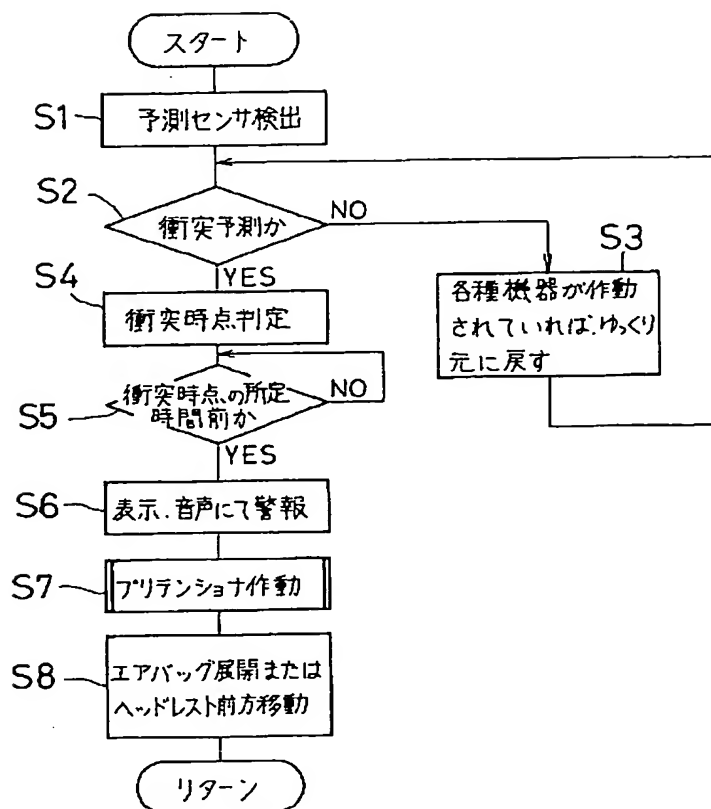 スタート
S1
予測センサ検出
S2
衝突予測か
NO
YES
S3
各種機器が作動
されていれば、ゆっくり
元に戻す
S4
衝突時点判定
S5
衝突時点の所定
時間前か
NO
YES
S6
表示、音声にて警報
S7
プリテンショナ作動
S8
エアバッグ展開または
ヘッドレスト前方移動
リターン